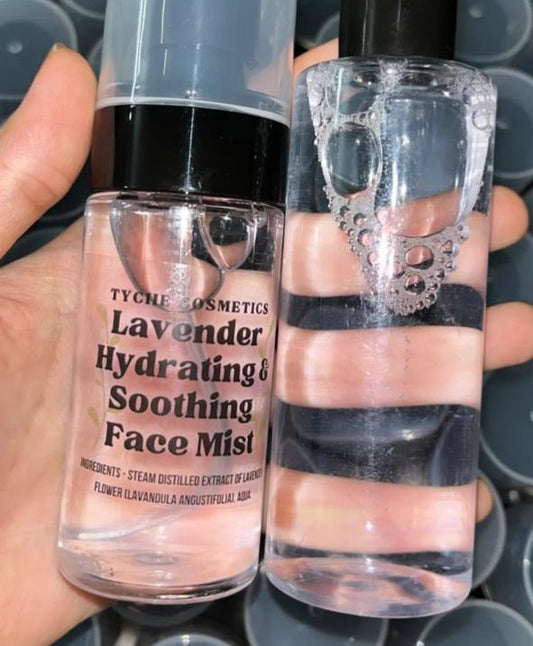 TYCHE COSMETICS
Lavender
Hydrating &
Soothing
Face Mist
INGREDIENTS - STEAM DISTILLED EXTRACT OF LAVENDER
FLOWER (LAVANDULA ANGUSTIFOLIA), AQUA.